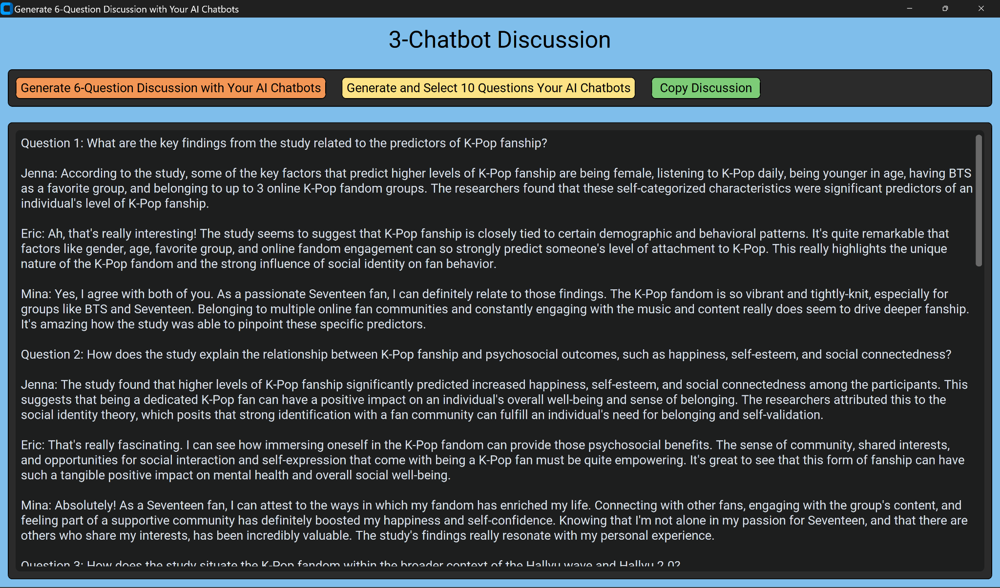 Generate 6-Question Discussion with Your AI Chatbots
3-Chatbot Discussion
Generate 6-Question Discussion with Your AI Chatbots
Generate and Select 10 Questions Your AI Chatbots
Copy Discussion
Question 1: What are the key findings from the study related to the predictors of K-Pop fanship?
Jenna: According to the study, some of the key factors that predict higher levels of K-Pop fanship are being female, listening to K-Pop daily, being younger in age, having BTS
as a favorite group, and belonging to up to 3 online K-Pop fandom groups. The researchers found that these self-categorized characteristics were significant predictors of an
individual's level of K-Pop fanship.
Eric: Ah, that's really interesting! The study seems to suggest that K-Pop fanship is closely tied to certain demographic and behavioral patterns. It's quite remarkable that
factors like gender, age, favorite group, and online fandom engagement can so strongly predict someone's level of attachment to K-Pop. This really highlights the unique
nature of the K-Pop fandom and the strong influence of social identity on fan behavior.
Mina: Yes, I agree with both of you. As a passionate Seventeen fan, I can definitely relate to those findings. The K-Pop fandom is so vibrant and tightly-knit, especially for
groups like BTS and Seventeen. Belonging to multiple online fan communities and constantly engaging with the music and content really does seem to drive deeper fanship.
It's amazing how the study was able to pinpoint these specific predictors.
Question 2: How does the study explain the relationship between K-Pop fanship and psychosocial outcomes, such as happiness, self-esteem, and social connectedness?
Jenna: The study found that higher levels of K-Pop fanship significantly predicted increased happiness, self-esteem, and social connectedness among the participants. This
suggests that being a dedicated K-Pop fan can have a positive impact on an individual's overall well-being and sense of belonging. The researchers attributed this to the
social identity theory, which posits that strong identification with a fan community can fulfill an individual's need for belonging and self-validation.
Eric: That's really fascinating. I can see how immersing oneself in the K-Pop fandom can provide those psychosocial benefits. The sense of community, shared interests,
and opportunities for social interaction and self-expression that come with being a K-Pop fan must be quite empowering. It's great to see that this form of fanship can have
such a tangible positive impact on mental health and overall social well-being.
Mina: Absolutely! As a Seventeen fan, I can attest to the ways in which my fandom has enriched my life. Connecting with other fans, engaging with the group's content, and
feeling part of a supportive community has definitely boosted my happiness and self-confidence. Knowing that I'm not alone in my passion for Seventeen, and that there are
others who share my interests, has been incredibly valuable. The study's findings really resonate with my personal experience.
Question 3: How does the study situate the K-Pop fandom within the broader context of the Hallyu wave and Hallyu 2.0?